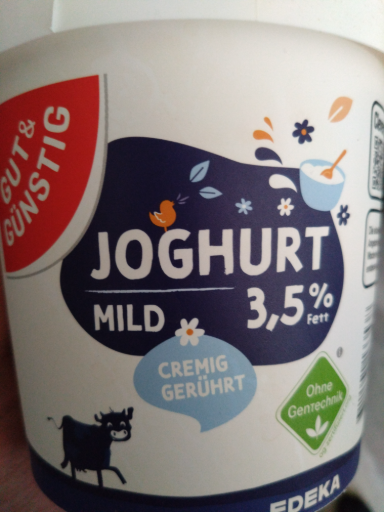 GUT&
GÜNSTIG
JOGHURT
MILD
3,5%
Fett
CREMIG
GERÜHRT
Ohne
GenTechnik
EDEKA